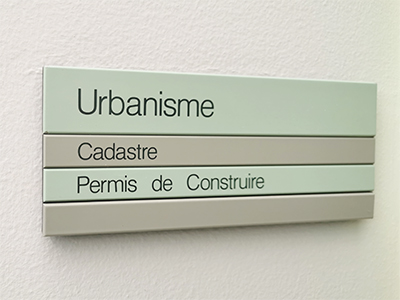 Urbanisme
Cadastre
Permis de Construire